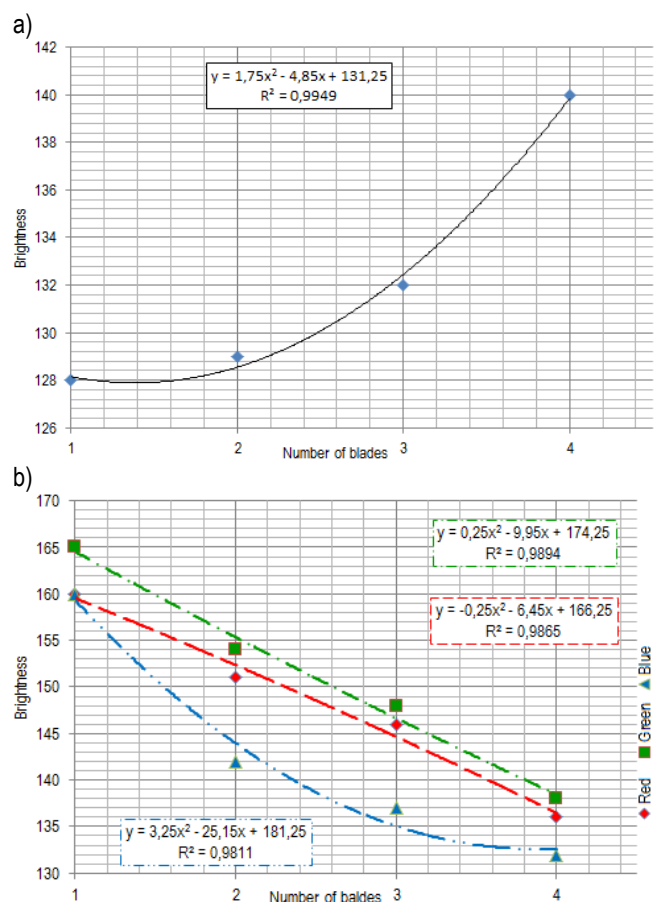 a)
142
140
138
136
134
132
130
128
126
Brightness
y = 1,75x² - 4,85x + 131,25
R² = 0,9949
1 2 3 4
Number of blades
b)
170
165
160
155
150
145
140
135
130
Brightness
y = 0,25x² - 9,95x + 174,25
R² = 0,9894
y = -0,25x² - 6,45x + 166,25
R² = 0,9865
y = 3,25x² - 25,15x + 181,25
R² = 0,9811
Blue
Green
Red
1 2 3 4
Number of baldes